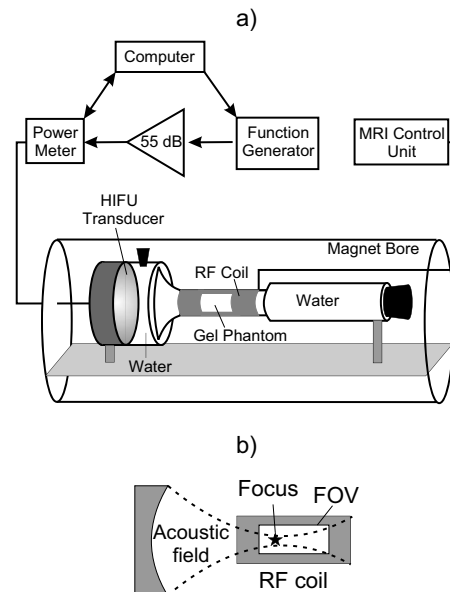 a)
Computer
Power
Meter
55 dB
Function
Generator
MRI Control
Unit
HIFU
Transducer
Magnet Bore
RF Coil
Water
Gel Phantom
Water
b)
Focus
FOV
Acoustic
field
RF coil